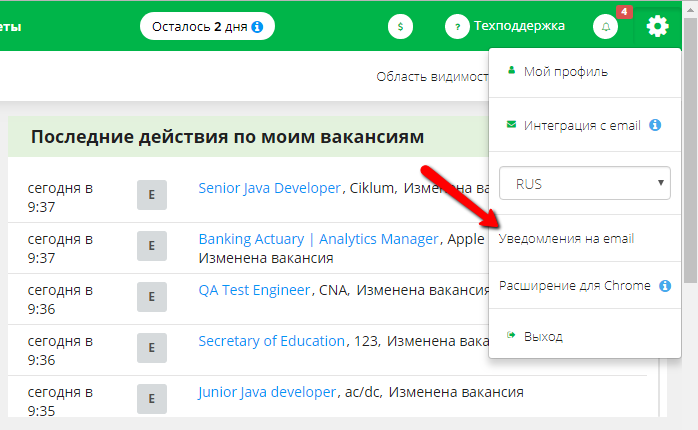 еты
Осталось 2 дня
$
? Техподдержка
4
Область видимост
Мой профиль
Интеграция с email
RUS
Уведомления на email
Расширение для Chrome
Выход
Последние действия по моим вакансиям
сегодня в
9:37
E
Senior Java Developer, Ciklum, Изменена ва
сегодня в
9:37
E
Banking Actuary | Analytics Manager, Apple
Изменена вакансия
сегодня в
9:36
E
QA Test Engineer, CNA, Изменена вакансия
сегодня в
9:36
E
Secretary of Education, 123, Изменена вака
сегодня в
9:35
E
Junior Java developer, ac/dc, Изменена вакансия